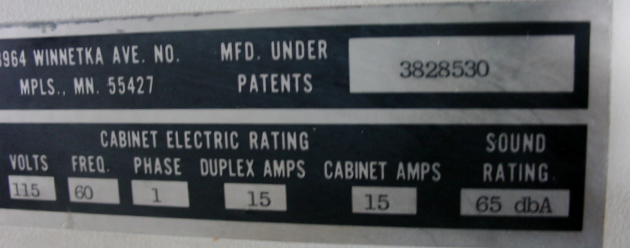 964 WINNETKA AVE. NO.
MPLS., MN. 55427
MFD. UNDER
PATENTS
3828530
CABINET ELECTRIC RATING
SOUND
RATING
VOLTS FREQ. PHASE DUPLEX AMPS CABINET AMPS
115 60 1 15 15 65 dbA